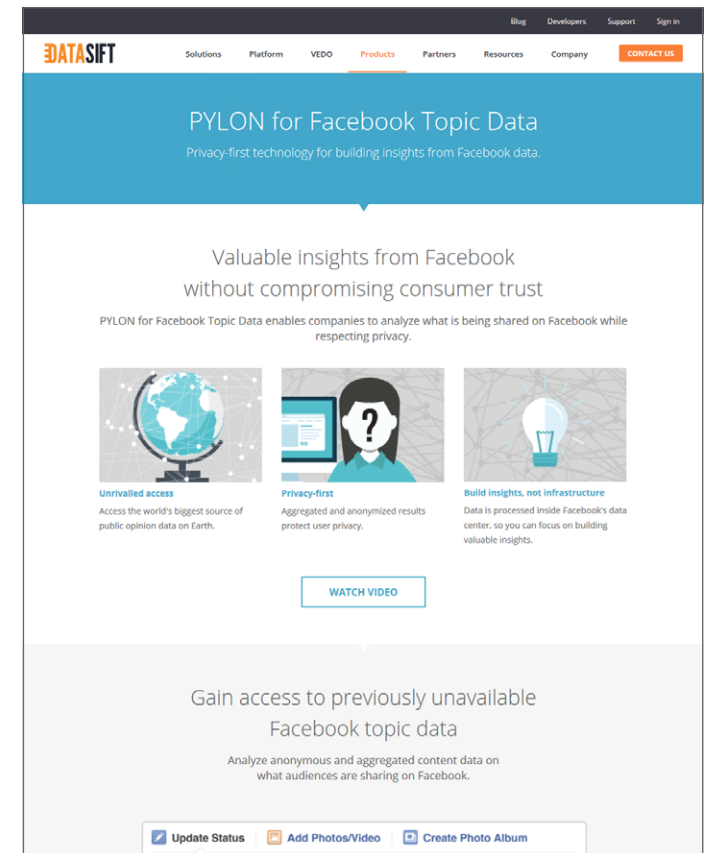 Blog Developers Support Sign in
DATASIFT Solutions Platform VEDO Products Partners Resources Company CONTACT US
PYLON for Facebook Topic Data
Privacy-first technology for building insights from Facebook data.
Valuable insights from Facebook
without compromising consumer trust
PYLON for Facebook Topic Data enables companies to analyze what is being shared on Facebook while
respecting privacy.
?
Unrivalled access
Access the world's biggest source of
public opinion data on Earth.
Privacy-first
Aggregated and anonymized results
protect user privacy.
Build insights, not infrastructure
Data is processed inside Facebook's data
center, so you can focus on building
valuable insights.
WATCH VIDEO
Gain access to previously unavailable
Facebook topic data
Analyze anonymous and aggregated content data on
what audiences are sharing on Facebook.
Update Status Add Photos/Video Create Photo Album